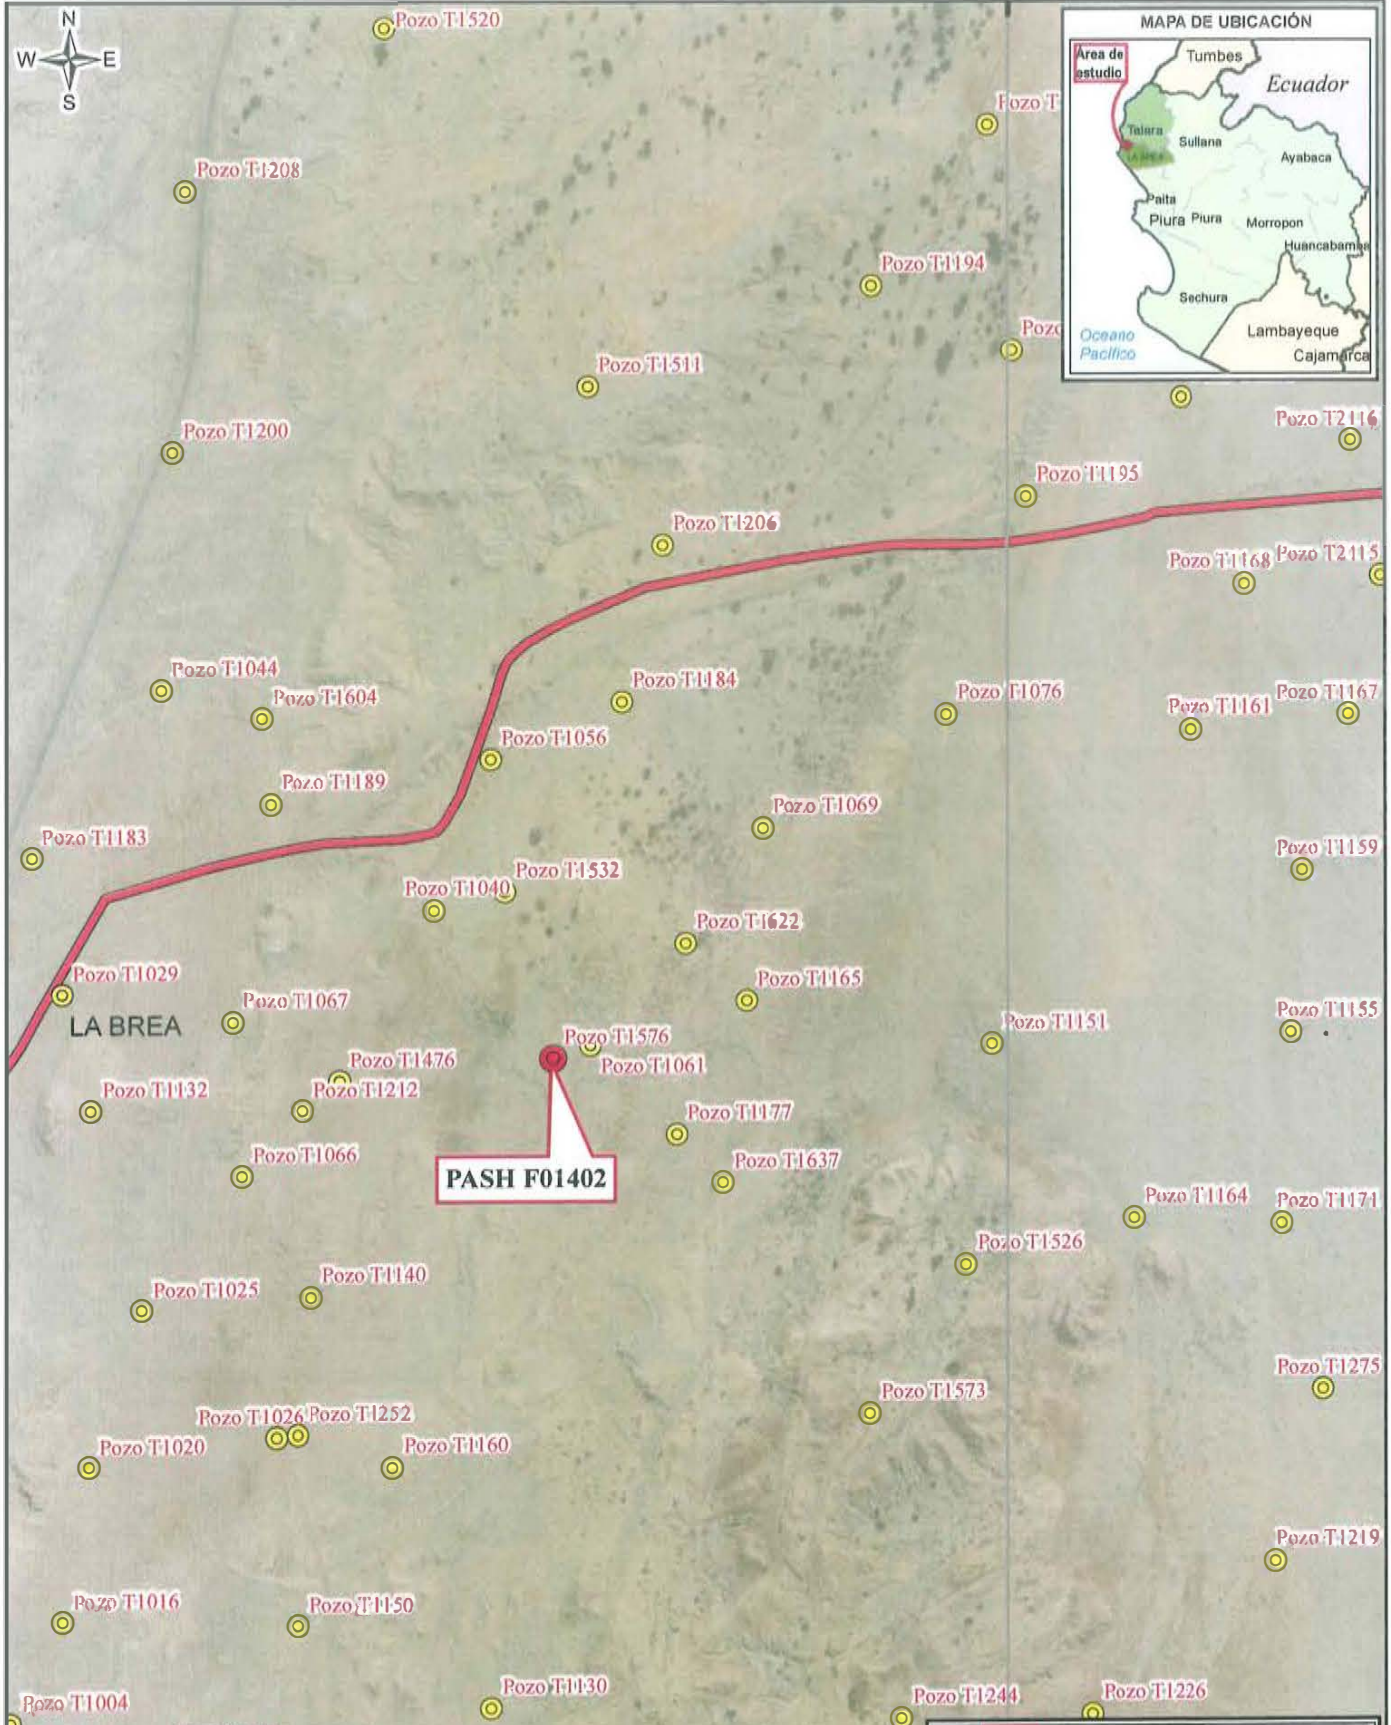 N
W E
S
MAPA DE UBICACIÓN
Área de
estudio
Tumbes
Ecuador
Talara
Sullana
LA BREA
Ayabaca
Paita
Piura Piura
Morropon
Huancabamba
Sechura
Lambayeque
Oceano
Pacífico
Cajamarca
Pozo T1520
Pozo T
Pozo T1208
Pozo T1194
Pozo
Pozo T1511
Pozo T2116
Pozo T1200
Pozo T1195
Pozo T1206
Pozo T1168 Pozo T2115
Pozo T1044
Pozo T1604
Pozo T1184
Pozo T1076
Pozo T1161
Pozo T1167
Pozo T1056
Pozo T1189
Pozo T1069
Pozo T1183
Pozo T1159
Pozo T1532
Pozo T1040
Pozo T1622
Pozo T1029
Pozo T1165
Pozo T1067
LA BREA
Pozo T1151
Pozo T1155
Pozo T1576
Pozo T1061
Pozo T1476
Pozo T1132
Pozo T1212
Pozo T1177
Pozo T1066
PASH F01402
Pozo T1637
Pozo T1164
Pozo T1171
Pozo T1526
Pozo T1140
Pozo T1025
Pozo T1275
Pozo T1573
Pozo T1026 Pozo T1252
Pozo T1020
Pozo T1160
Pozo T1219
Pozo T1016
Pozo T1150
Pozo T1130
Pozo T1244
Pozo T1226
Pozo T1004